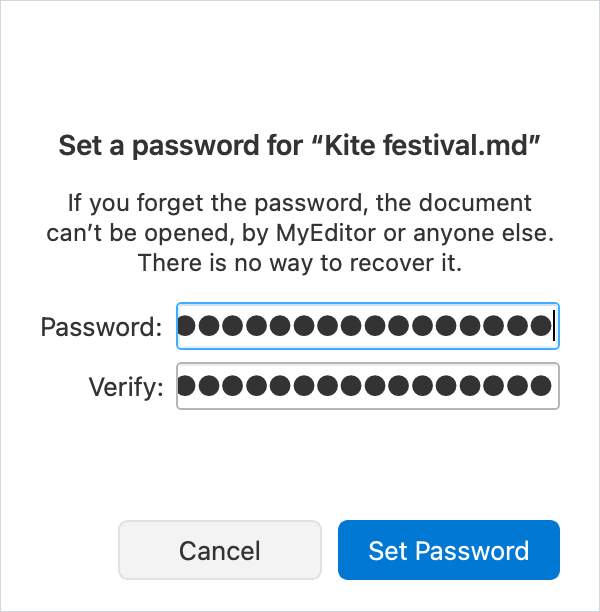 Set a password for “Kite festival.md”
If you forget the password, the document
can’t be opened, by MyEditor or anyone else.
There is no way to recover it.
Password:
Verify:
Cancel
Set Password